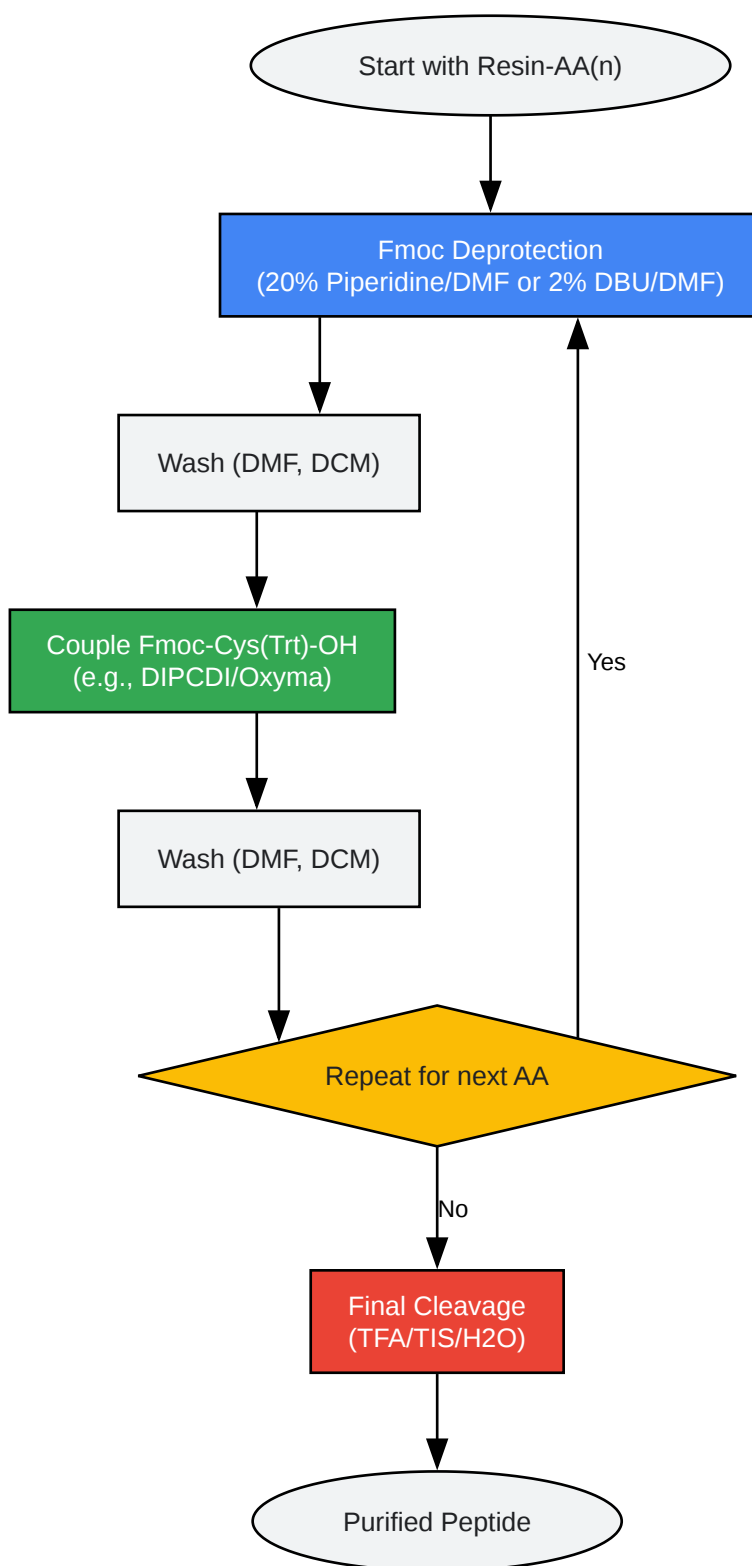 Start with Resin-AA(n)
Fmoc Deprotection
(20% Piperidine/DMF or 2% DBU/DMF)
Wash (DMF, DCM)
Couple Fmoc-Cys(Trt)-OH
(e.g., DIPCDI/Oxyma)
Yes
Wash (DMF, DCM)
Repeat for next AA
No
Final Cleavage
(TFA/TIS/H2O)
Purified Peptide